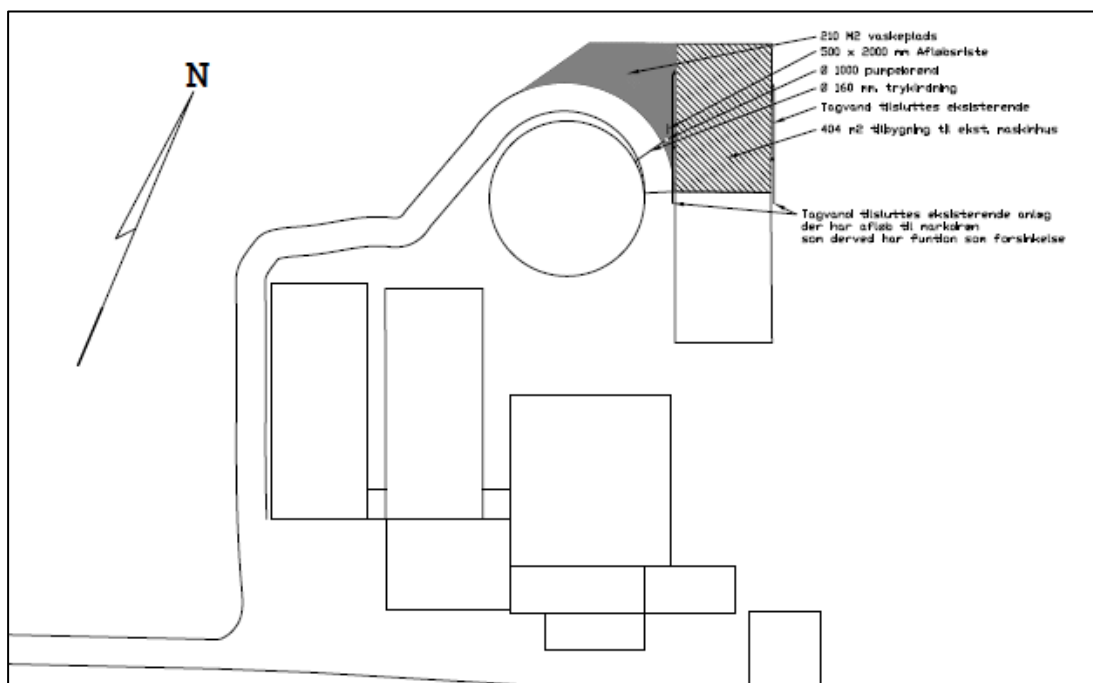 N
210 M2 vaskeplads
500 x 2000 mm Afløbsriste
Ø 1000 pumpebrønd
Ø 160 mm. trykledning
Tagvand tilsluttes eksisterende
404 m2 tilbygning til ekst. maskinhus
Tagvand tilsluttes eksisterende anlæg
der har afløb til markdræn
som derved har funtion som forsinkelse